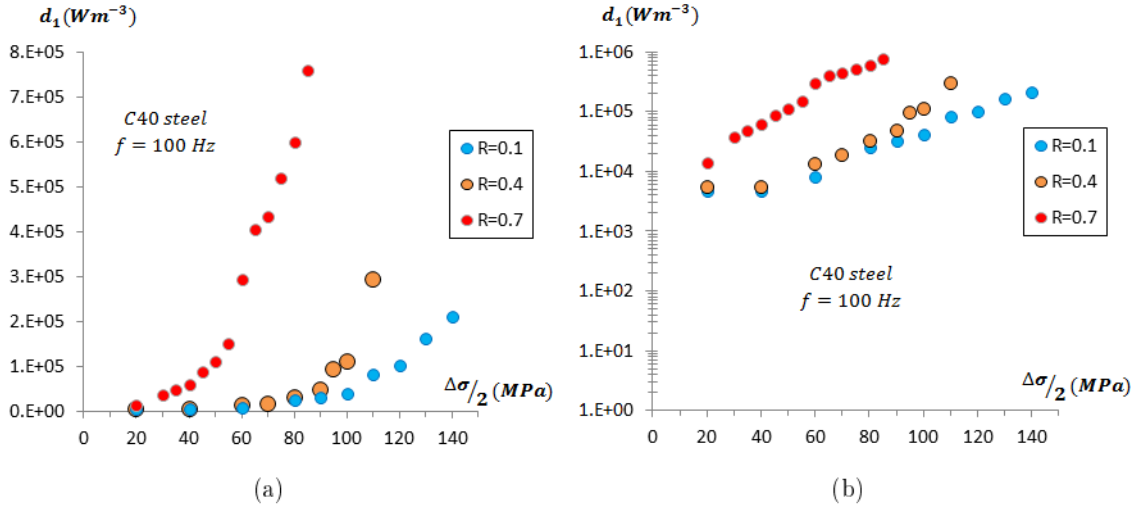 d₁(Wm⁻³)
8.E+05
7.E+05
6.E+05
5.E+05
4.E+05
3.E+05
2.E+05
1.E+05
0.E+00
C40 steel
f = 100 Hz
R=0.1
R=0.4
R=0.7
Δσ/2 (MPa)
0 20 40 60 80 100 120 140
(a)
d₁(Wm⁻³)
1.E+06
1.E+05
1.E+04
1.E+03
1.E+02
1.E+01
1.E+00
R=0.1
R=0.4
R=0.7
C40 steel
f = 100 Hz
Δσ/2 (MPa)
0 20 40 60 80 100 120 140
(b)